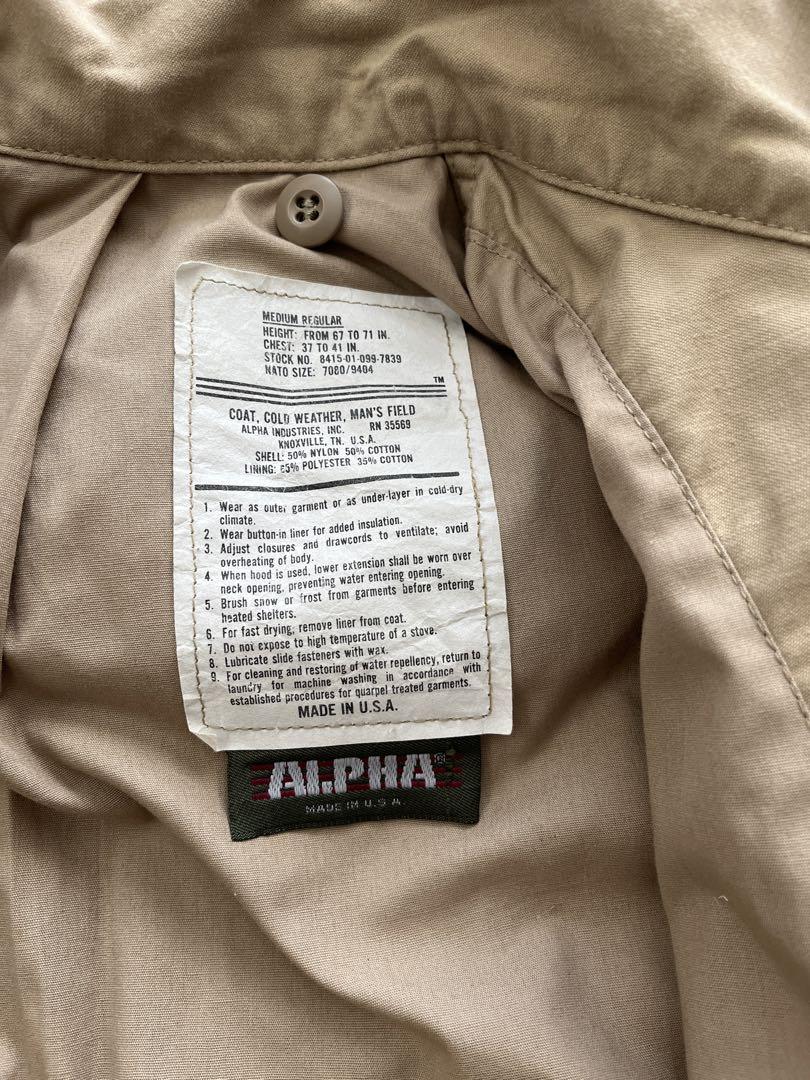 MEDIUM REGULAR
HEIGHT: FROM 67 TO 71 IN.
CHEST: 37 TO 41 IN.
STOCK NO. 8415-01-099-7839
NATO SIZE: 7080/9404
TM
COAT, COLD WEATHER, MAN'S FIELD
ALPHA INDUSTRIES, INC. RN 35569
KNOXVILLE, TN. U.S.A.
SHELL: 50% NYLON 50% COTTON
LINING: 65% POLYESTER 35% COTTON
1. Wear as outer garment or as under-layer in cold-dry
climate.
2. Wear button-in liner for added insulation.
3. Adjust closures and drawcords to ventilate; avoid
overheating of body.
4. When hood is used, lower extension shall be worn over
neck opening, preventing water entering opening.
5. Brush snow or frost from garments before entering
heated shelters.
6. For fast drying, remove liner from coat.
7. Do not expose to high temperature of a stove.
8. Lubricate slide fasteners with wax.
9. For cleaning and restoring of water repellency, return to
laundry for machine washing in accordance with
established procedures for quarpel treated garments.
MADE IN U.S.A.
ALPHA®
MADE IN U.S.A.